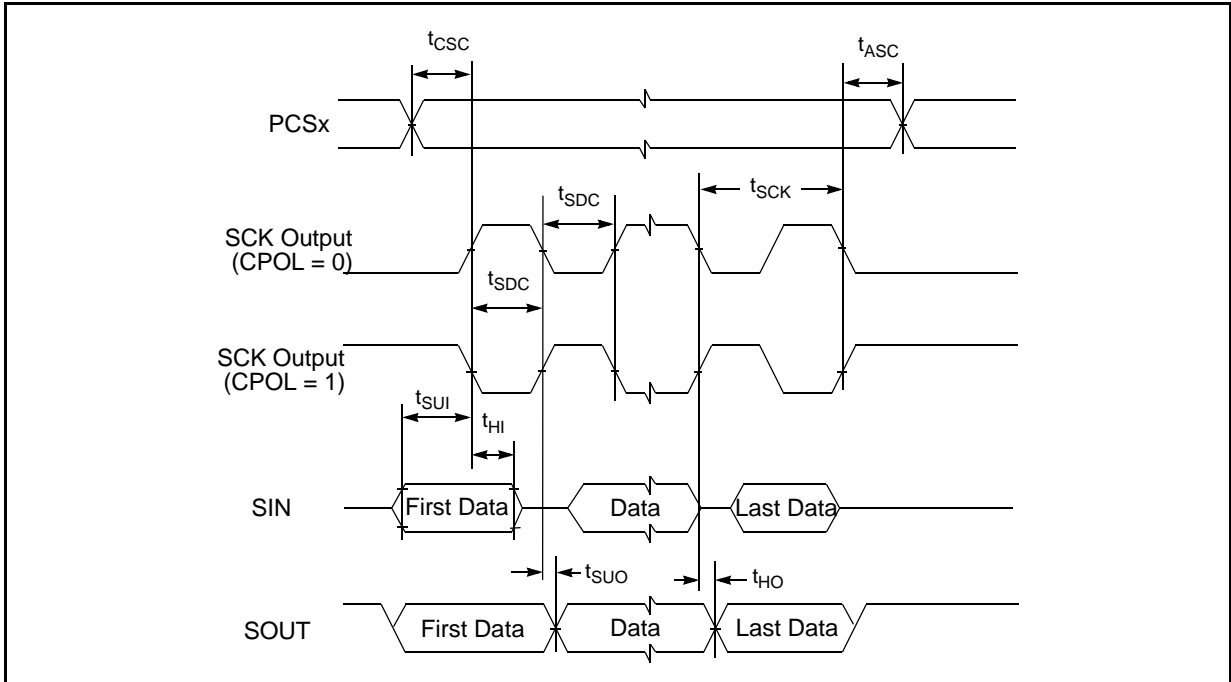 tCSC
tASC
PCSx
tSDC
tSCK
SCK Output
(CPOL = 0)
tSDC
SCK Output
(CPOL = 1)
tSUI
tHI
SIN
First Data
Data
Last Data
tSUO
tHO
SOUT
First Data
Data
Last Data